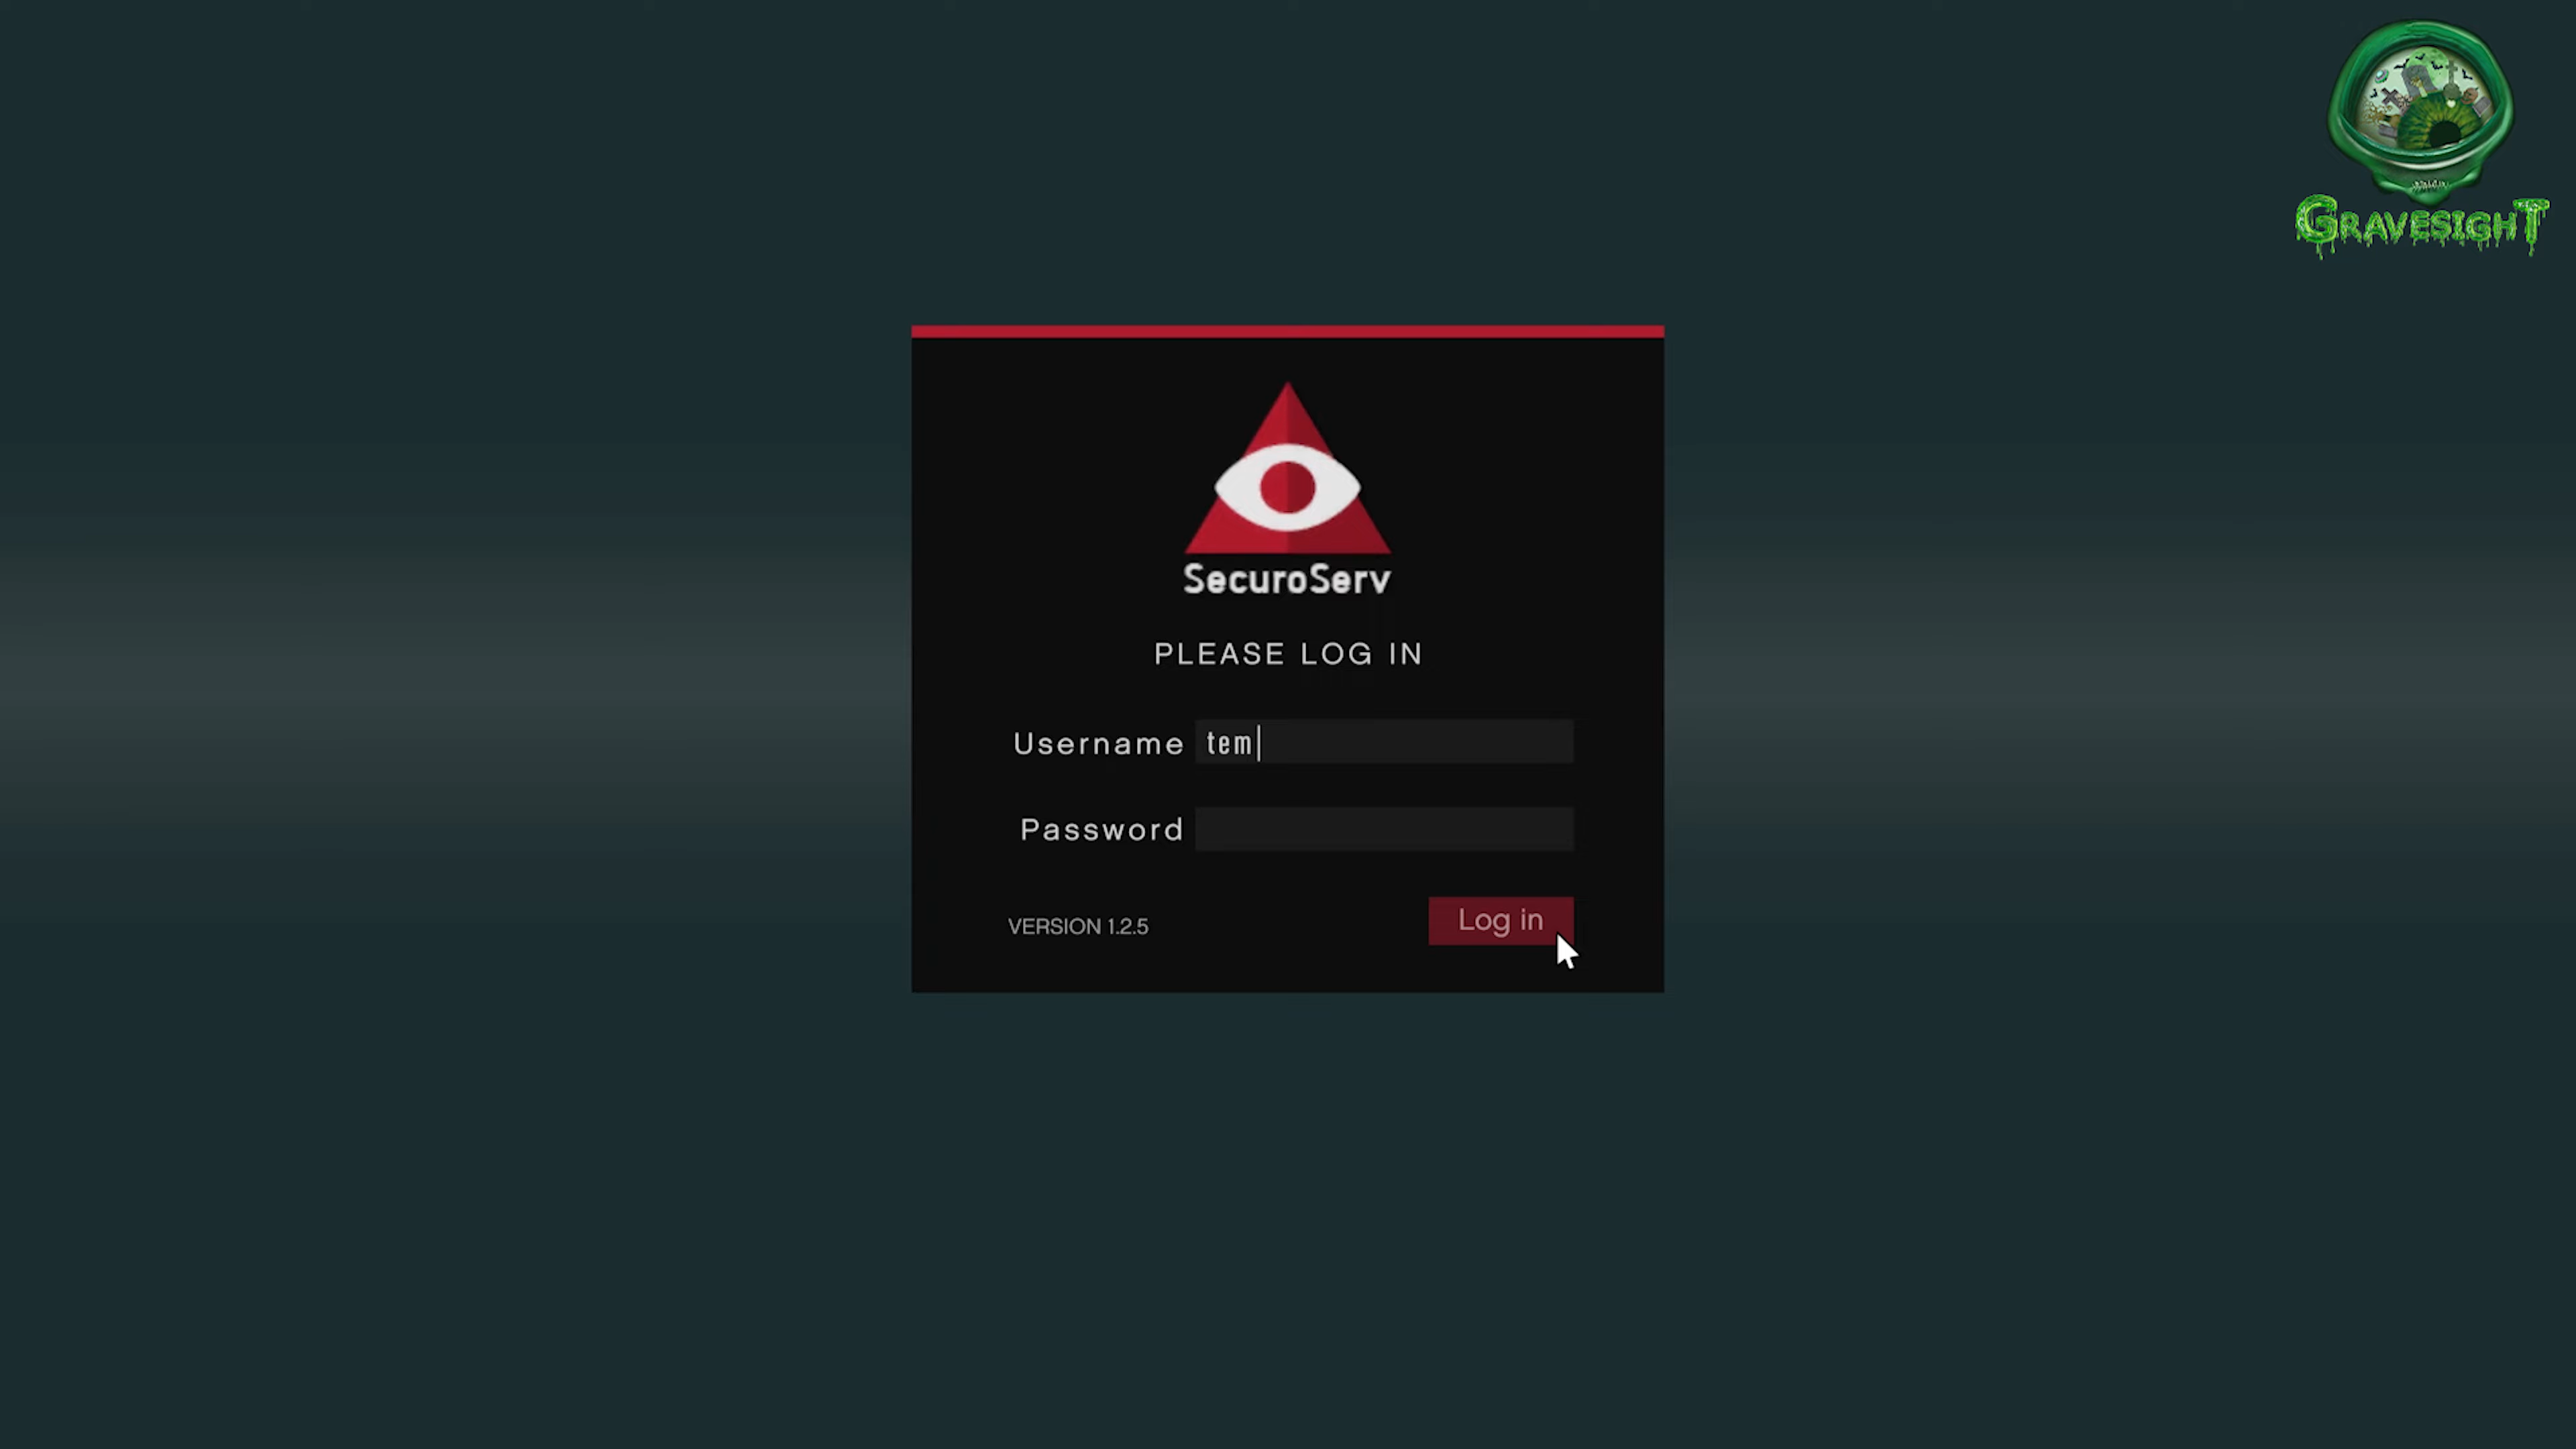 GRAVESIGHT
SecuroServ
PLEASE LOG IN
Username tem
Password
VERSION 1.2.5 Log in